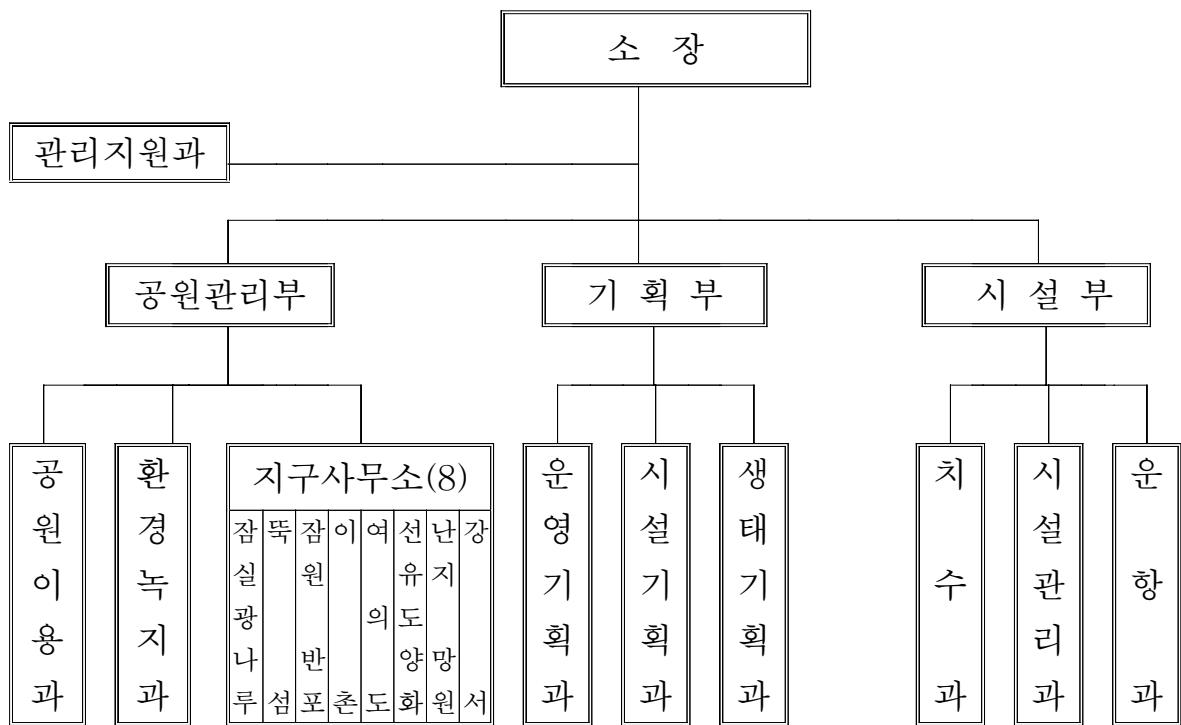 소 장
관리지원과
공원관리부
기 획 부
시 설 부
공원이용과
환경녹지과
지구사무소(8)
잠실광나루
뚝섬
잠원반포
이촌
여의도
선유도양화
난지망원
강서
운영기획과
시설기획과
생태기획과
치수과
시설관리과
운항과